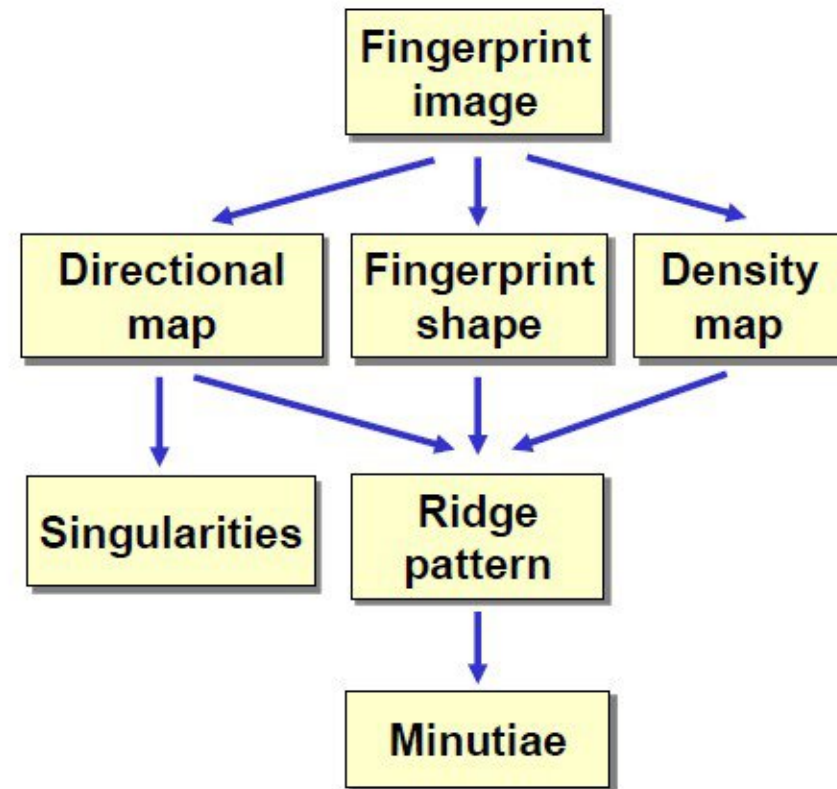 Fingerprint
image
Directional
map
Fingerprint
shape
Density
map
Singularities
Ridge
pattern
Minutiae